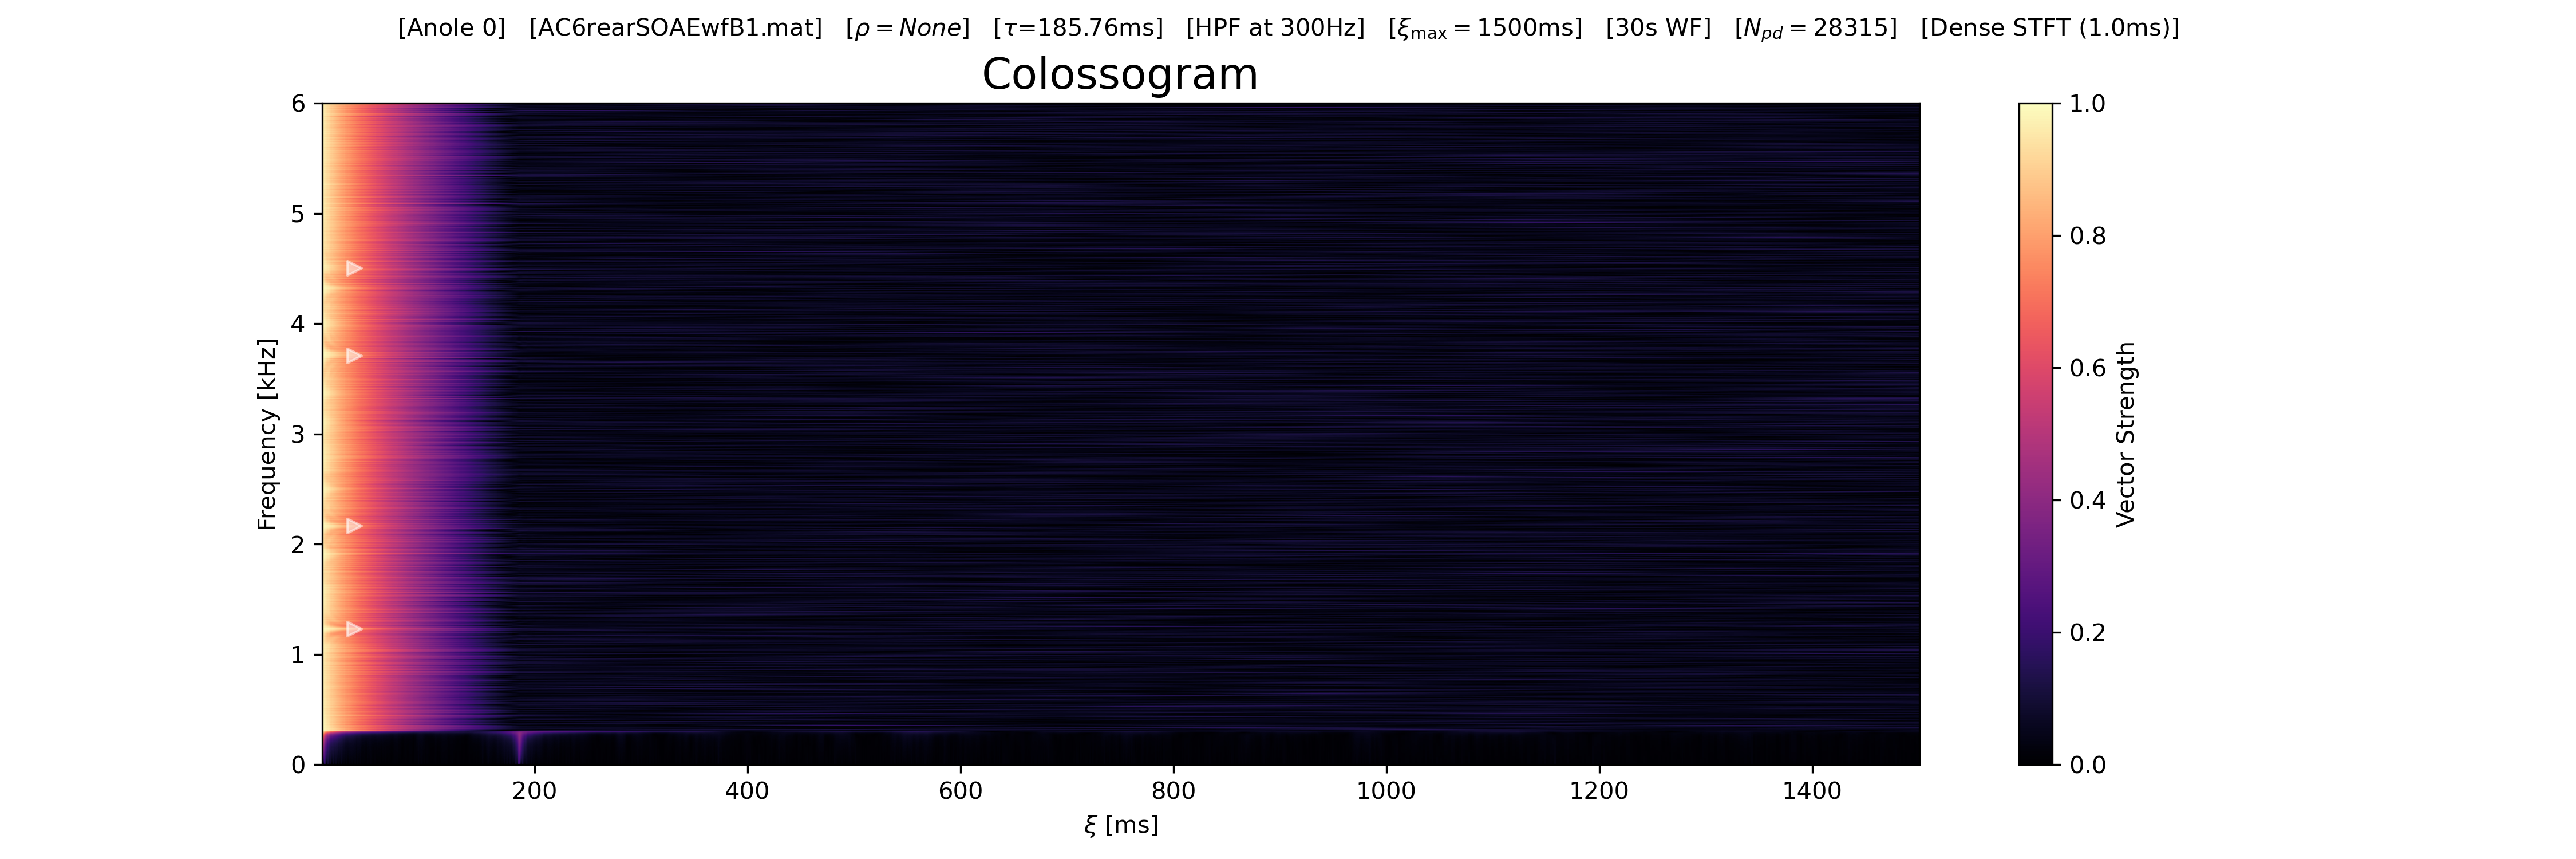 [Anole 0] [AC6rearSOAEwfB1.mat] [ρ = None] [τ=185.76ms] [HPF at 300Hz] [ξmax = 1500ms] [30s WF] [Npd = 28315] [Dense STFT (1.0ms)]
Colossogram
6
5
4
3
2
1
0
Frequency [kHz]
200 400 600 800 1000 1200 1400
ξ [ms]
1.0
0.8
0.6
0.4
0.2
0.0
Vector Strength